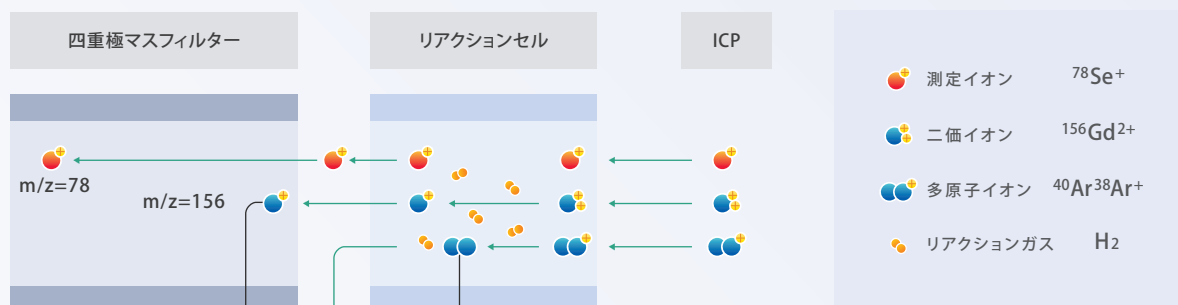 四重極マスフィルター
リアクションセル
ICP
測定イオン ⁷⁸Se⁺
二価イオン ¹⁵⁶Gd²⁺
多原子イオン ⁴⁰Ar³⁸Ar⁺
リアクションガス H₂
m/z=78
m/z=156